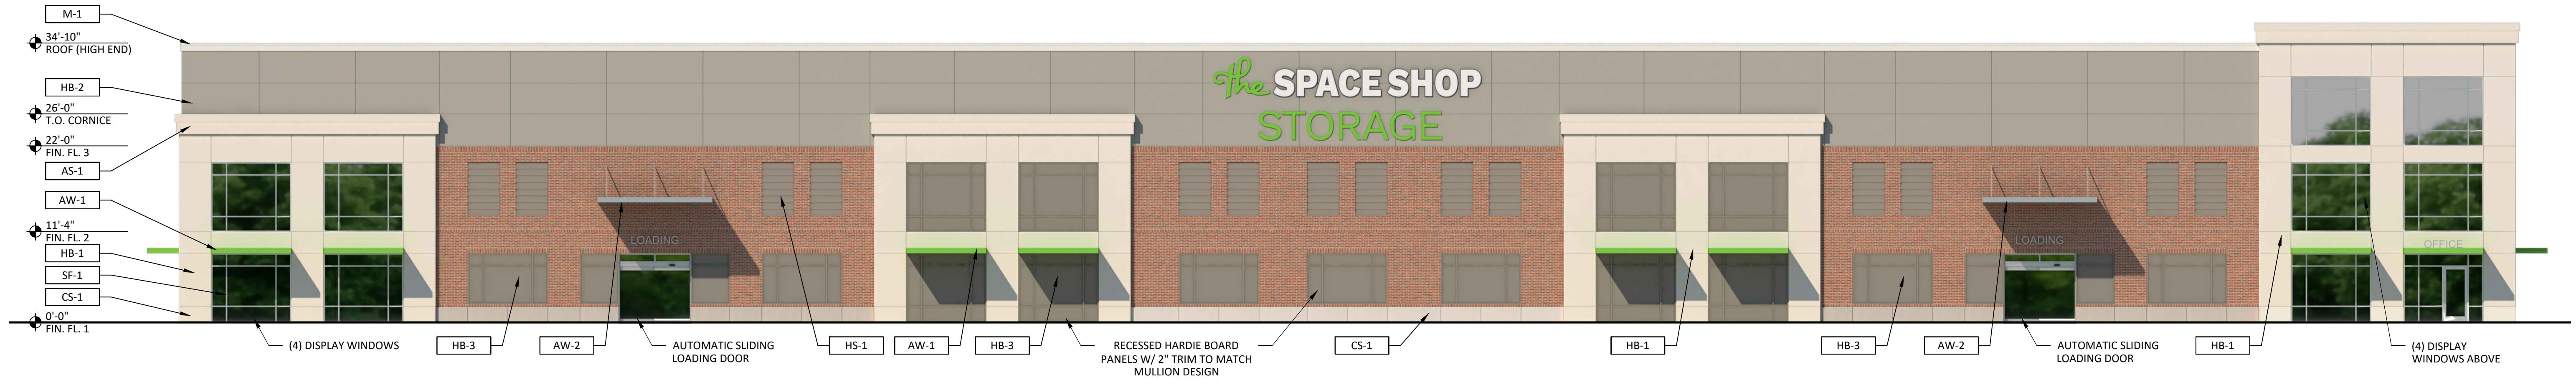 M-1
34'-10"
ROOF (HIGH END)
HB-2
26'-0"
T.O. CORNICE
22'-0"
FIN. FL. 3
AS-1
AW-1
11'-4"
FIN. FL. 2
HB-1
SF-1
CS-1
0'-0"
FIN. FL. 1
the SPACE SHOP
STORAGE
LOADING
LOADING
OFFICE
(4) DISPLAY WINDOWS
HB-3
AW-2
AUTOMATIC SLIDING
LOADING DOOR
HS-1
AW-1
HB-3
RECESSED HARDIE BOARD
PANELS W/ 2" TRIM TO MATCH
MULLION DESIGN
CS-1
HB-1
HB-3
AW-2
AUTOMATIC SLIDING
LOADING DOOR
HB-1
(4) DISPLAY
WINDOWS ABOVE